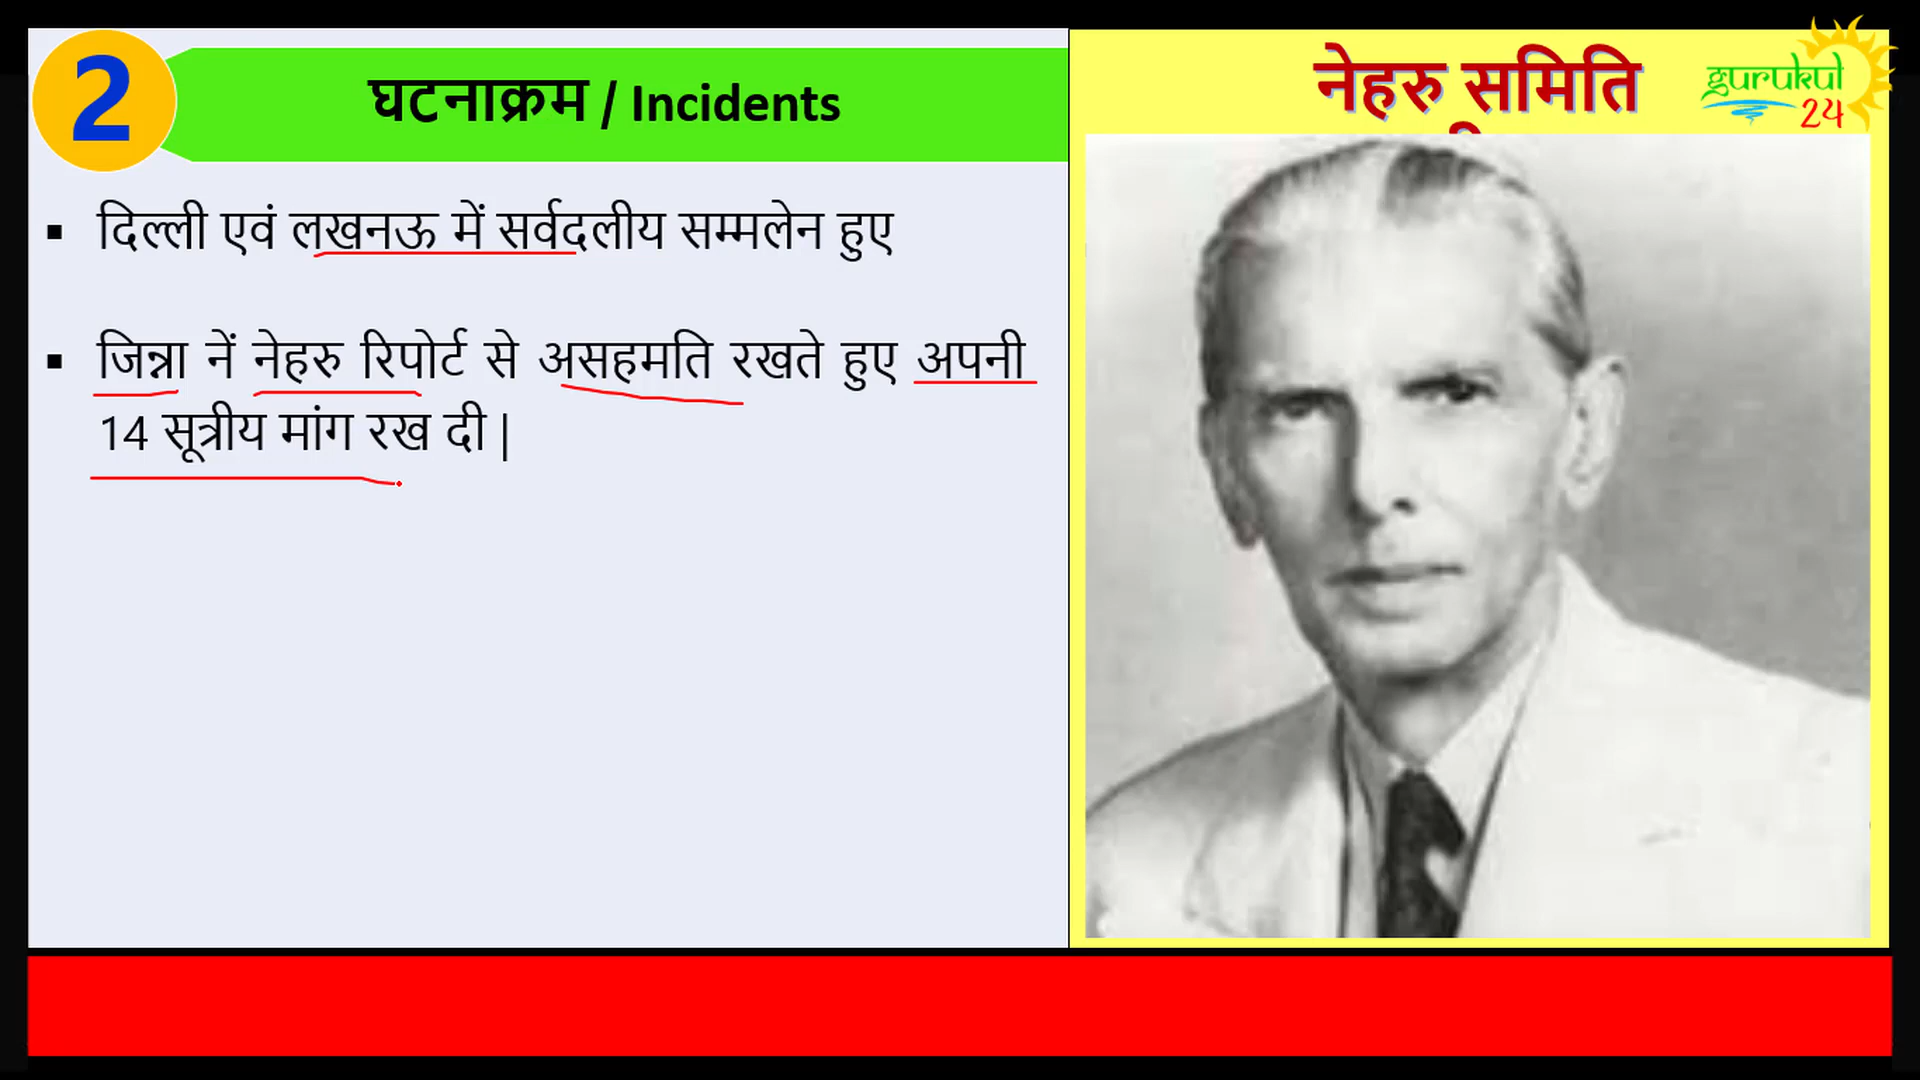 2
घटनाक्रम / Incidents
नेहरु समिति
gurukul
24
▪ दिल्ली एवं लखनऊ में सर्वदलीय सम्मलेन हुए
▪ जिन्ना नें नेहरु रिपोर्ट से असहमति रखते हुए अपनी
14 सूत्रीय मांग रख दी |